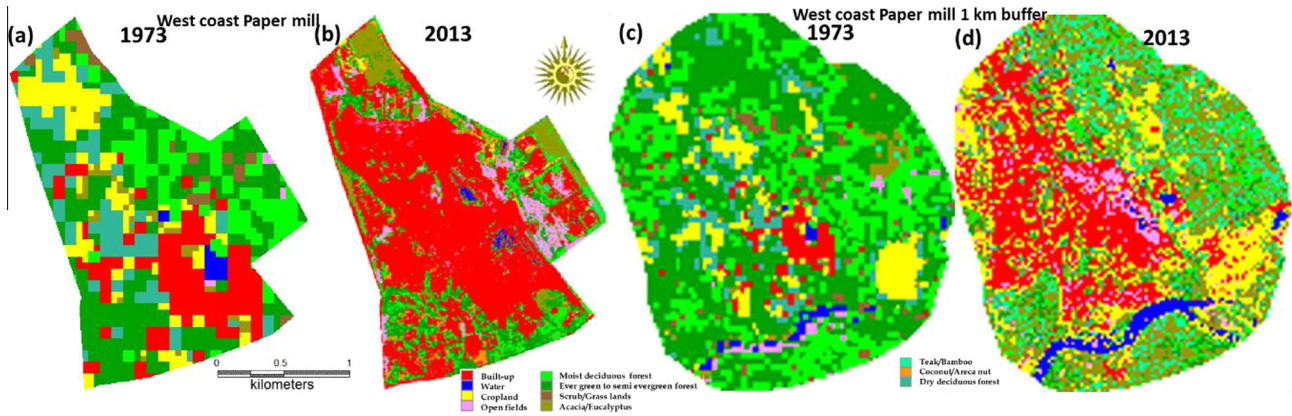 West coast Paper mill
West coast Paper mill 1 km buffer
(a)
1973
(b)
2013
(c)
1973
(d)
2013
0 0.5 1
kilometers
Built-up
Water
Cropland
Open fields
Moist deciduous forest
Ever green to semi evergreen forest
Scrub/Grass lands
Acacia/Eucalyptus
Teak/Bamboo
Coconut/Areca nut
Dry deciduous forest